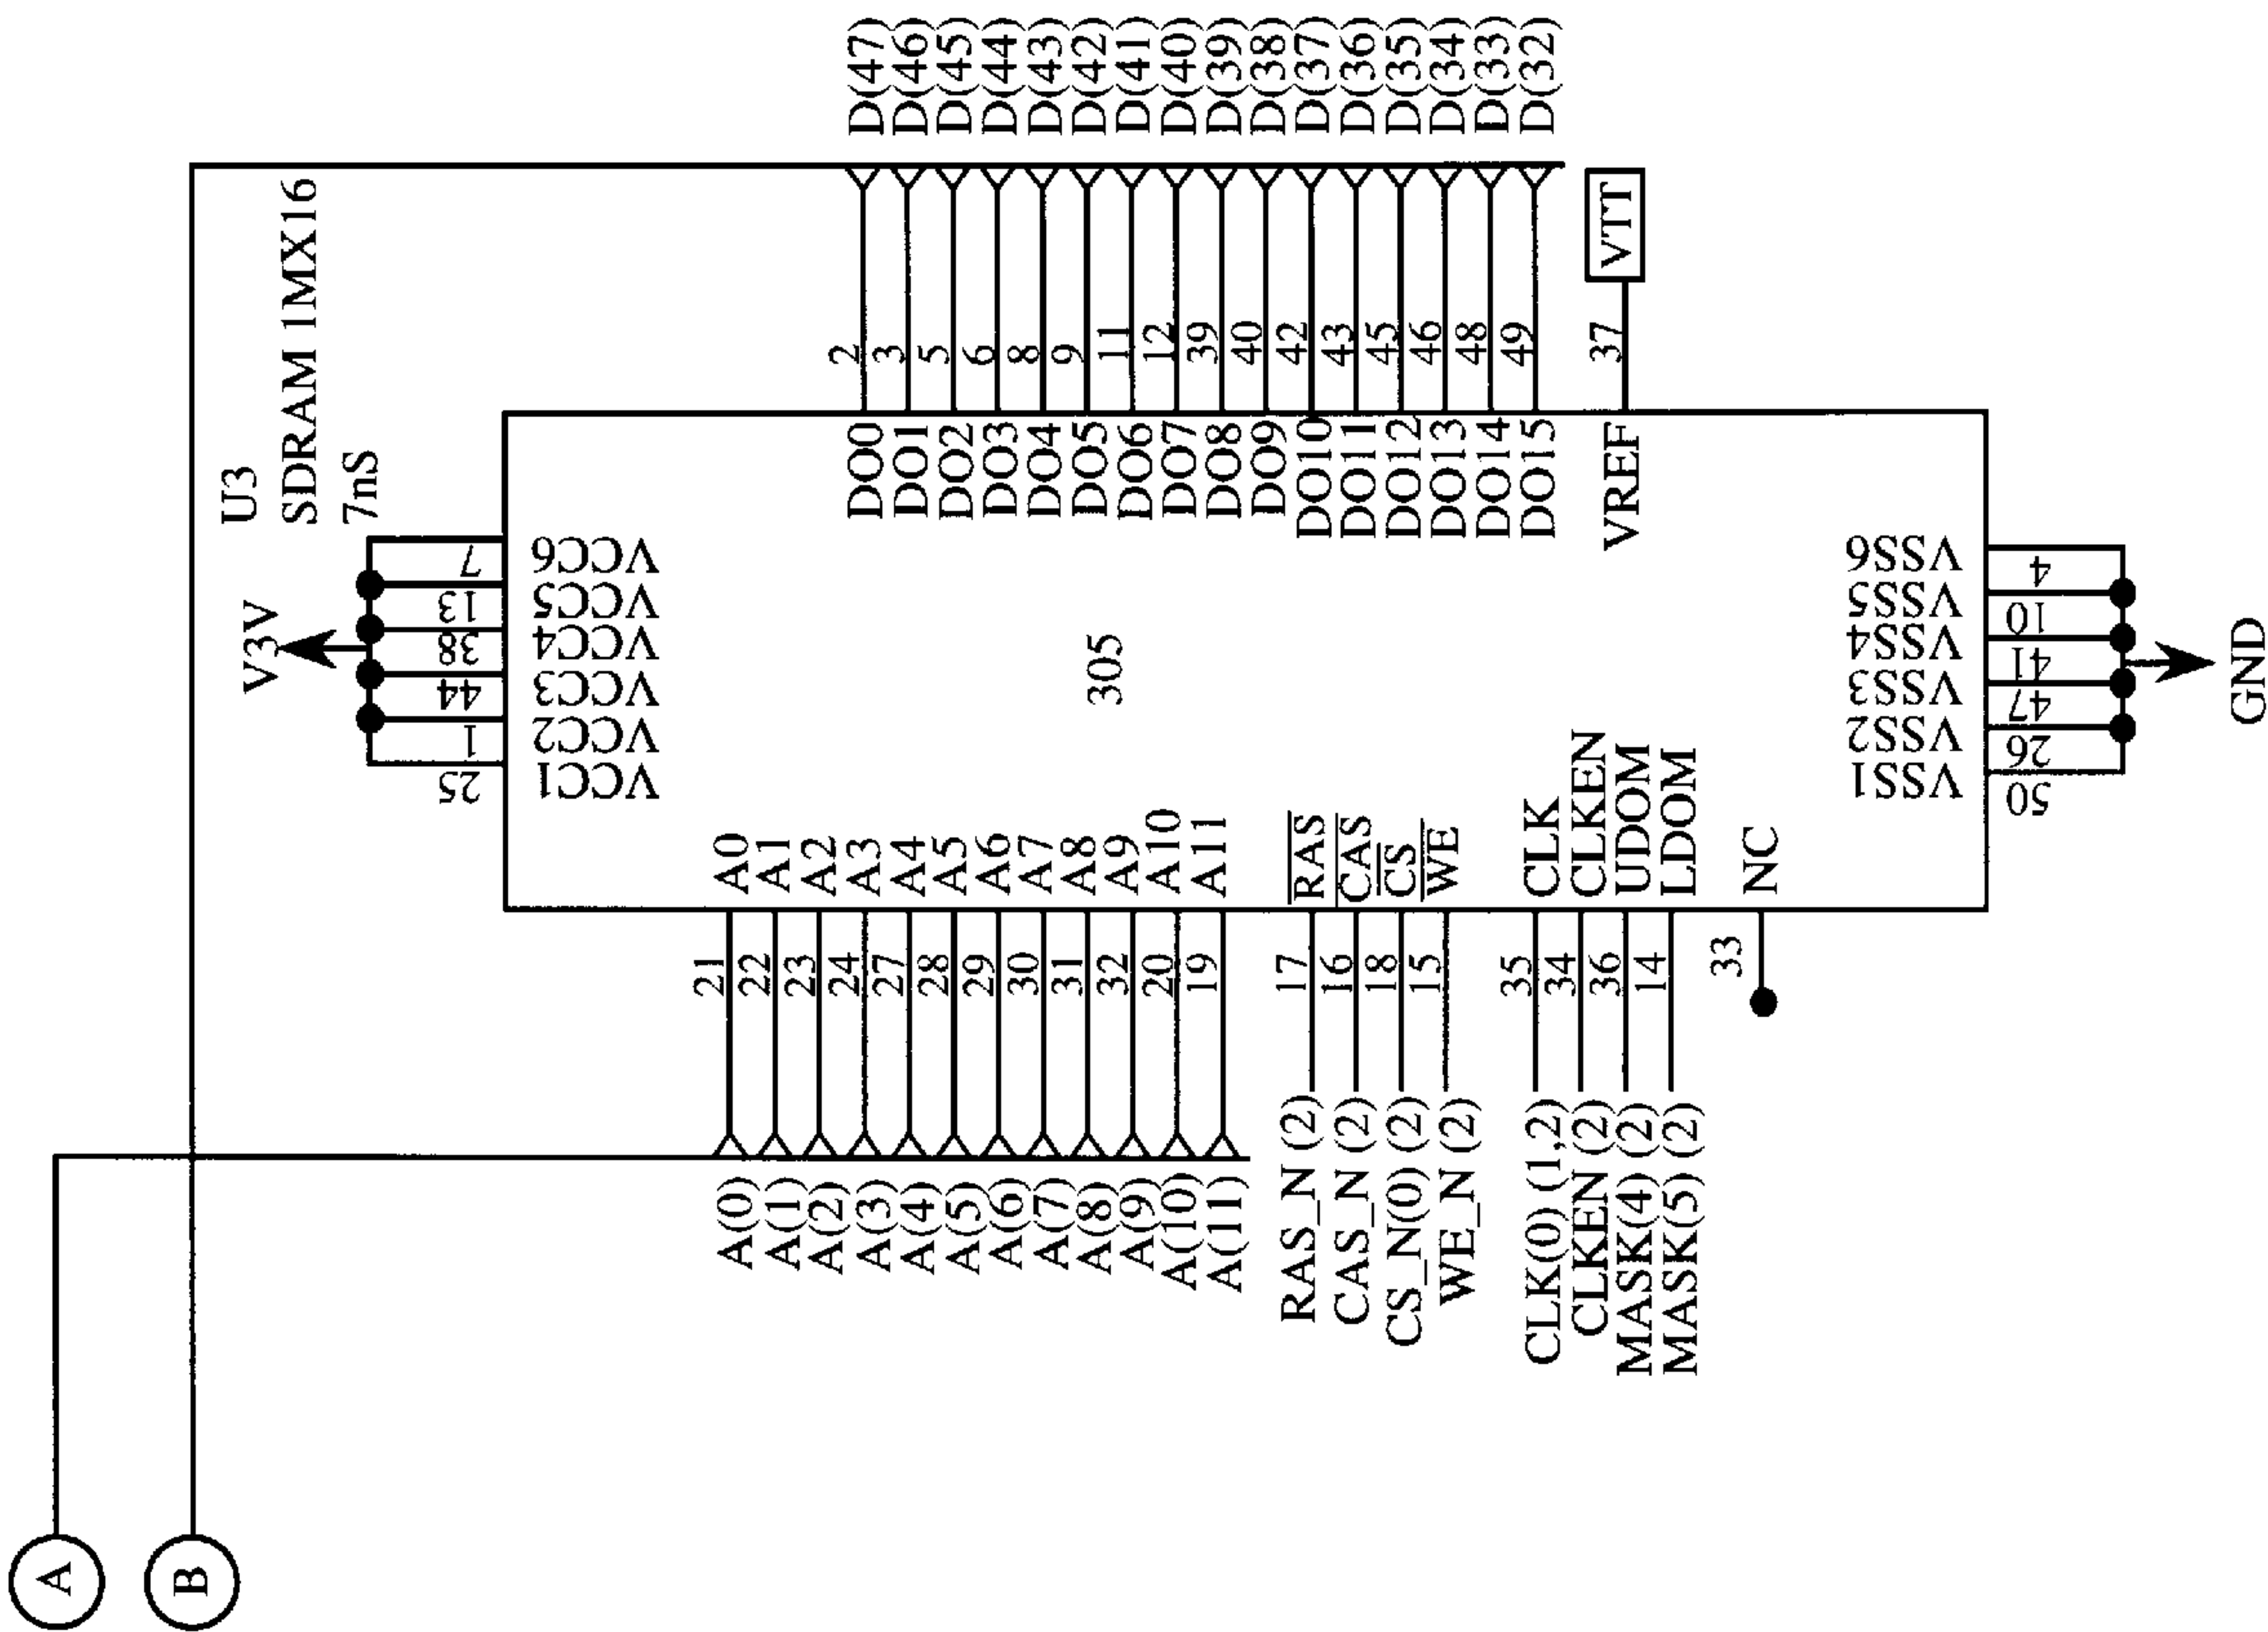 A
B
U3
SDRAM 1MX16
7nS
V3V
25 VCC1
1 VCC2
44 VCC3
38 VCC4
13 VCC5
7 VCC6
A(0) 21 A0
A(1) 22 A1
A(2) 23 A2
A(3) 24 A3
A(4) 27 A4
A(5) 28 A5
A(6) 29 A6
A(7) 30 A7
A(8) 31 A8
A(9) 32 A9
A(10) 20 A10
A(11) 19 A11
RAS_N (2) 17 RAS
CAS_N (2) 16 CAS
CS_N(0) (2) 18 CS
WE_N (2) 15 WE
CLK(0) (1,2) 35 CLK
CLKEN (2) 34 CLKEN
MASK(4) (2) 36 UDOM
MASK(5) (2) 14 LDOM
33 NC
305
DO0 2 D(47)
DO1 3 D(46)
DO2 5 D(45)
DO3 6 D(44)
DO4 8 D(43)
DO5 9 D(42)
DO6 11 D(41)
DO7 12 D(40)
DO8 39 D(39)
DO9 40 D(38)
DO10 42 D(37)
DO11 43 D(36)
DO12 45 D(35)
DO13 46 D(34)
DO14 48 D(33)
DO15 49 D(32)
VREF 37 VTT
VSS1 50
VSS2 26
VSS3 47
VSS4 41
VSS5 10
VSS6 4
GND